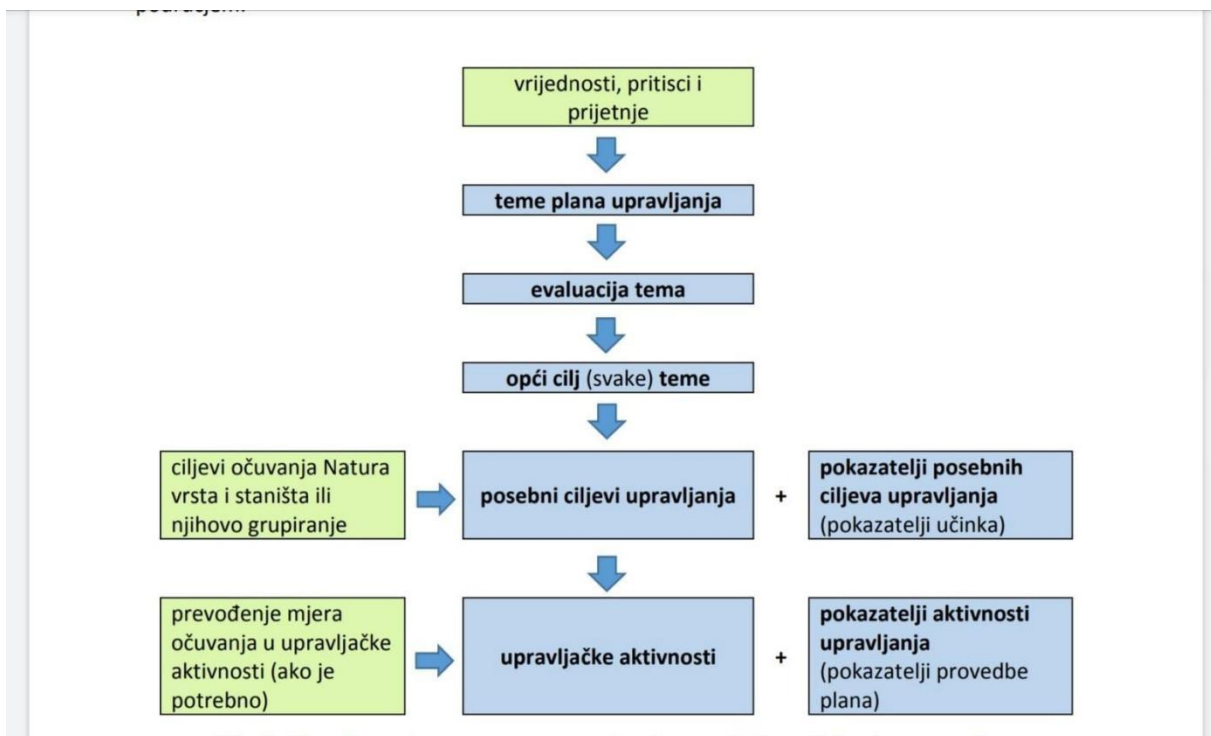 vrijednosti, pritisci i
prijetnje
teme plana upravljanja
evaluacija tema
opći cilj (svake) teme
ciljevi očuvanja Natura
vrsta i staništa ili
njihovo grupiranje
posebni ciljevi upravljanja
+
pokazatelji posebnih
ciljeva upravljanja
(pokazatelji učinka)
prevođenje mjera
očuvanja u upravljačke
aktivnosti (ako je
potrebno)
upravljačke aktivnosti
+
pokazatelji aktivnosti
upravljanja
(pokazatelji provedbe
plana)